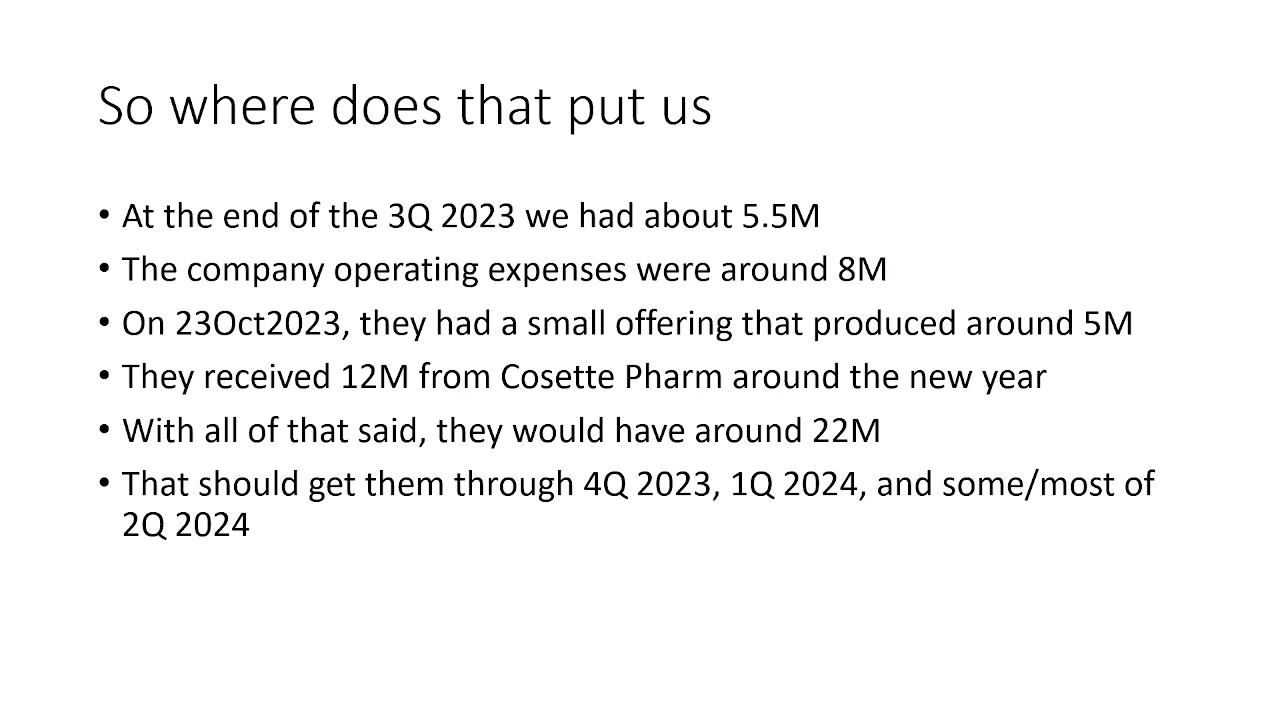 So where does that put us
• At the end of the 3Q 2023 we had about 5.5M
• The company operating expenses were around 8M
• On 23Oct2023, they had a small offering that produced around 5M
• They received 12M from Cosette Pharm around the new year
• With all of that said, they would have around 22M
• That should get them through 4Q 2023, 1Q 2024, and some/most of
2Q 2024